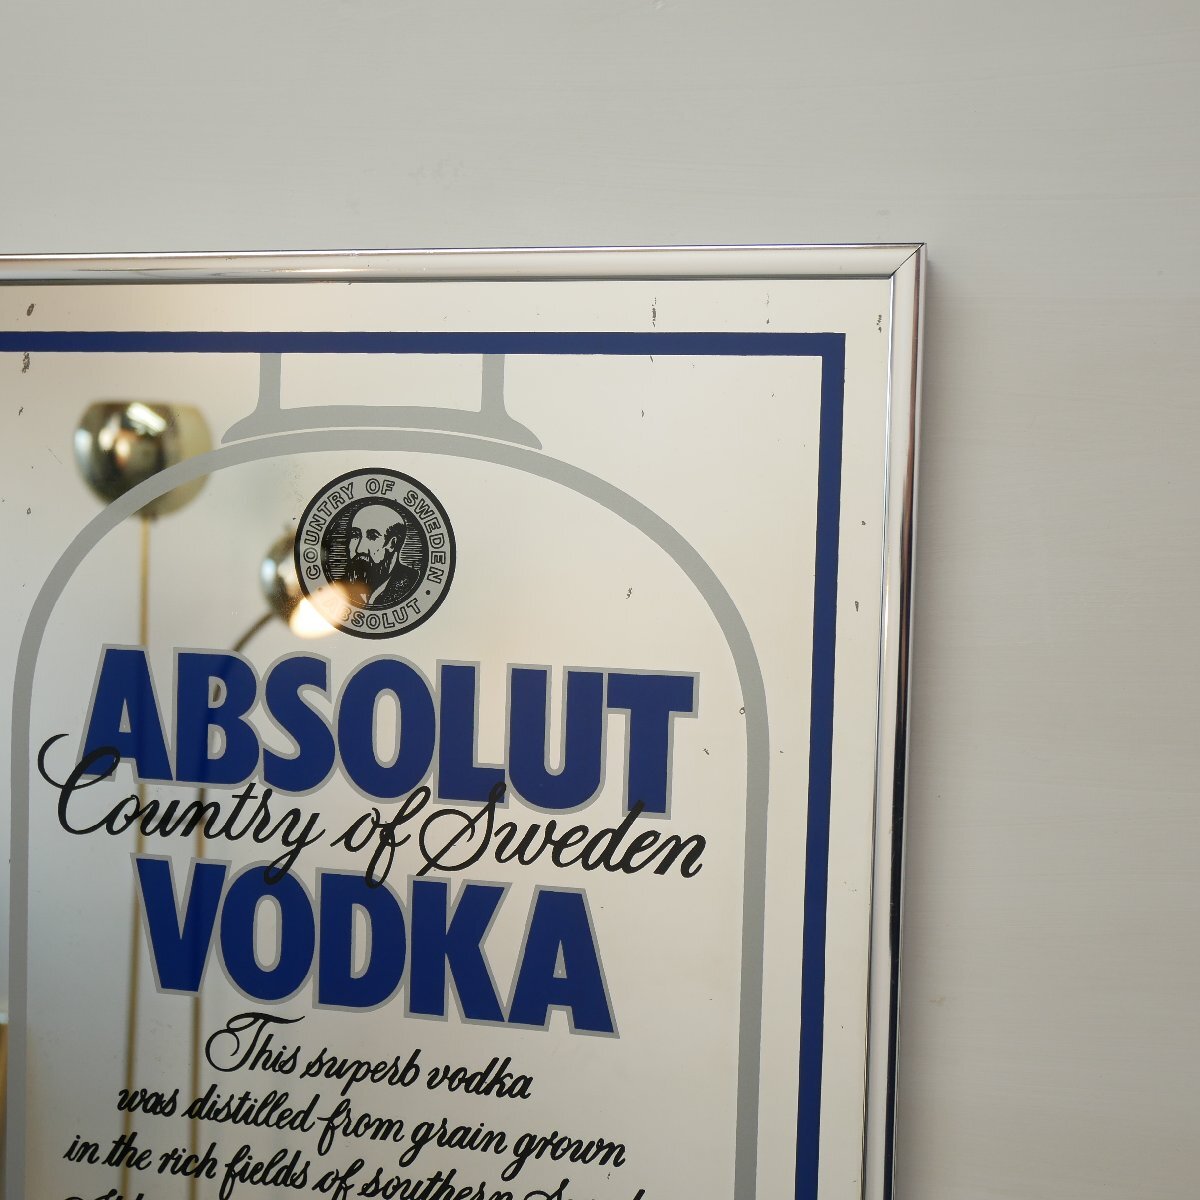 COUNTRY OF SWEDEN
ABSOLUT
ABSOLUT
Country of Sweden
VODKA
This superb vodka
was distilled from grain grown
in the rich fields of southern